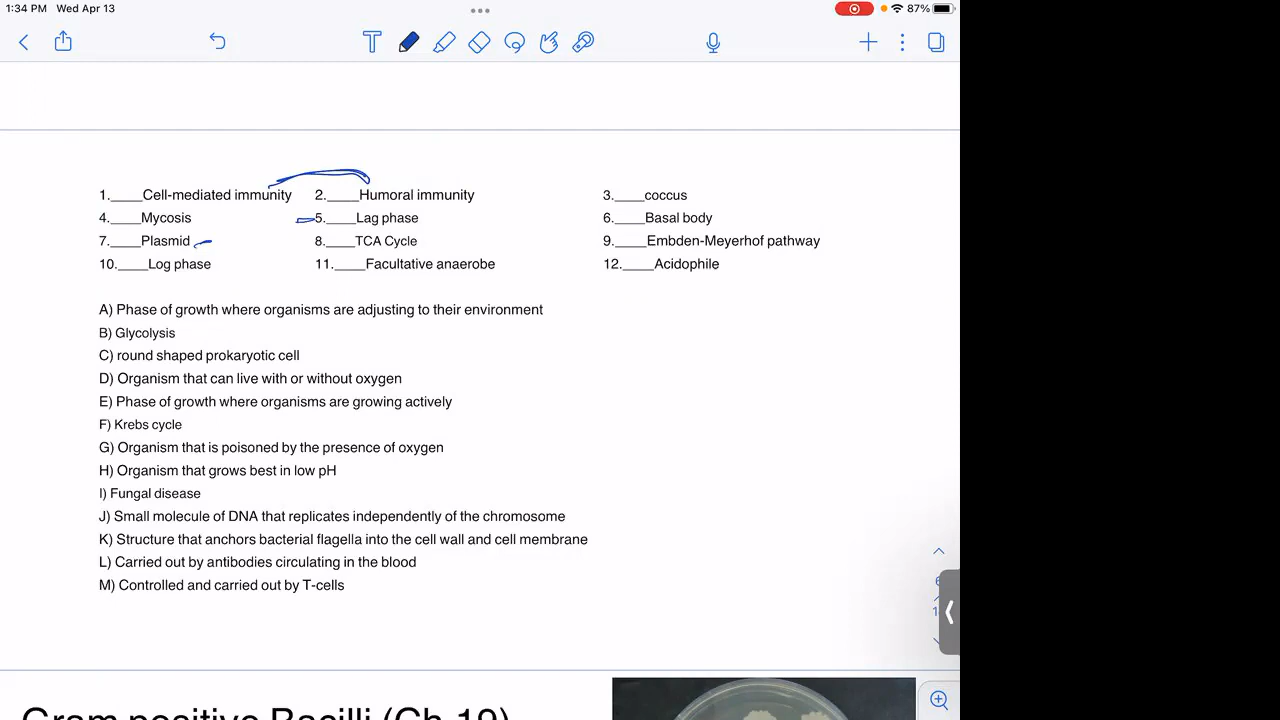 1:34 PM Wed Apr 13 87%
1.____Cell-mediated immunity 2.____Humoral immunity 3.____coccus
4.____Mycosis 5.____Lag phase 6.____Basal body
7.____Plasmid 8.____TCA Cycle 9.____Embden-Meyerhof pathway
10.____Log phase 11.____Facultative anaerobe 12.____Acidophile
A) Phase of growth where organisms are adjusting to their environment
B) Glycolysis
C) round shaped prokaryotic cell
D) Organism that can live with or without oxygen
E) Phase of growth where organisms are growing actively
F) Krebs cycle
G) Organism that is poisoned by the presence of oxygen
H) Organism that grows best in low pH
I) Fungal disease
J) Small molecule of DNA that replicates independently of the chromosome
K) Structure that anchors bacterial flagella into the cell wall and cell membrane
L) Carried out by antibodies circulating in the blood
M) Controlled and carried out by T-cells
Gram positive Bacilli (Ch 19)